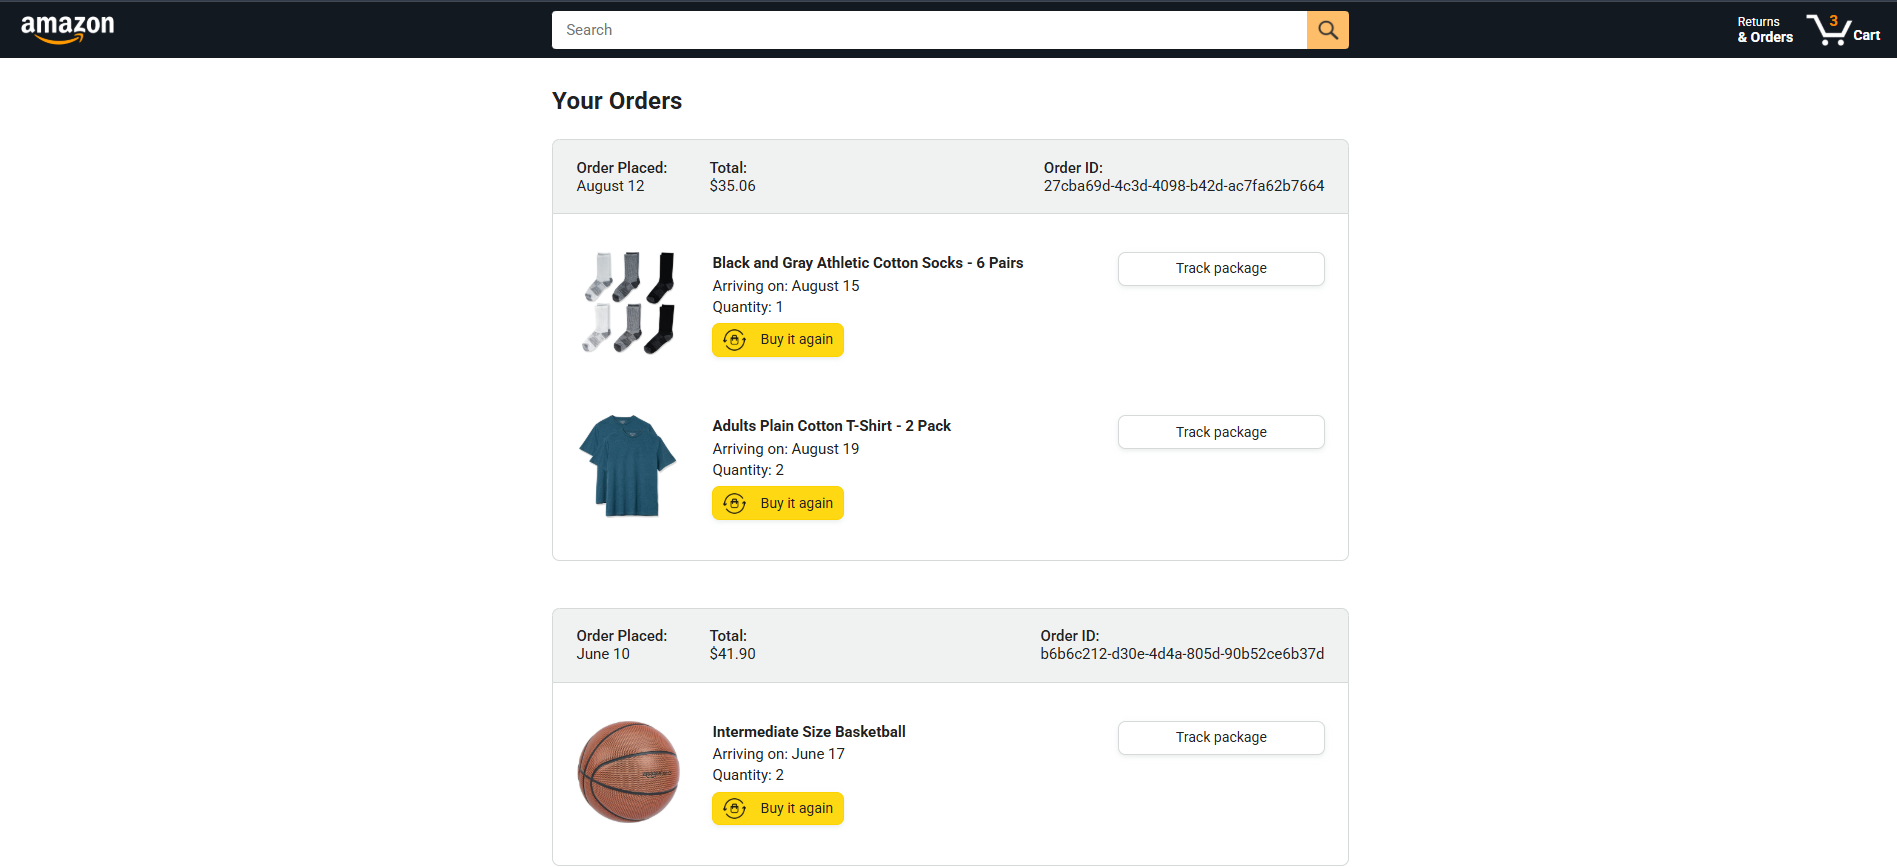 amazon
Search
Returns
& Orders
3
Cart
Your Orders
Order Placed:
August 12
Total:
$35.06
Order ID:
27cba69d-4c3d-4098-b42d-ac7fa62b7664
Black and Gray Athletic Cotton Socks - 6 Pairs
Arriving on: August 15
Quantity: 1
Buy it again
Track package
Adults Plain Cotton T-Shirt - 2 Pack
Arriving on: August 19
Quantity: 2
Buy it again
Track package
Order Placed:
June 10
Total:
$41.90
Order ID:
b6b6c212-d30e-4d4a-805d-90b52ce6b37d
Intermediate Size Basketball
Arriving on: June 17
Quantity: 2
Buy it again
Track package